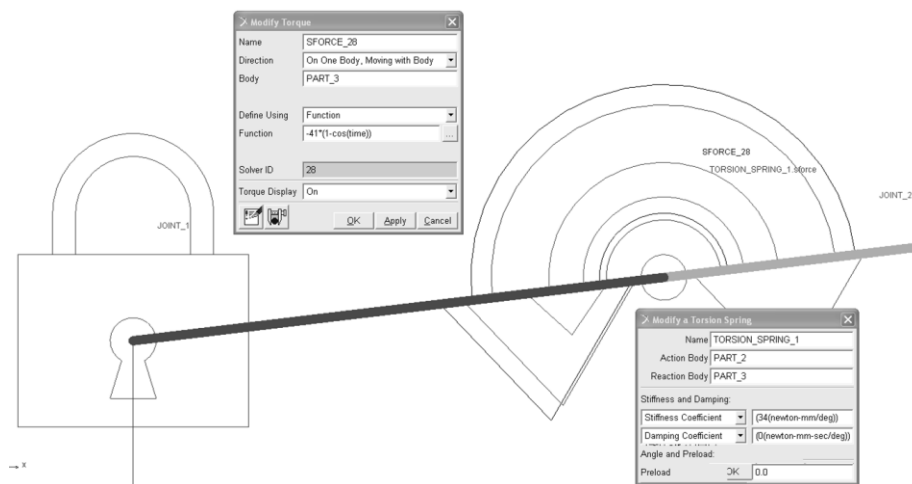 Modify Torque
Name SFORCE_28
Direction On One Body, Moving with Body
Body PART_3
Define Using Function
Function -41*(1-cos(time)) ...
Solver ID 28
Torque Display On
OK Apply Cancel
JOINT_1
SFORCE_28
TORSION_SPRING_1.sforce
JOINT_2
Modify a Torsion Spring
Name TORSION_SPRING_1
Action Body PART_2
Reaction Body PART_3
Stiffness and Damping:
Stiffness Coefficient (34(newton-mm/deg))
Damping Coefficient (0(newton-mm-sec/deg))
Angle and Preload:
Preload OK 0.0
x